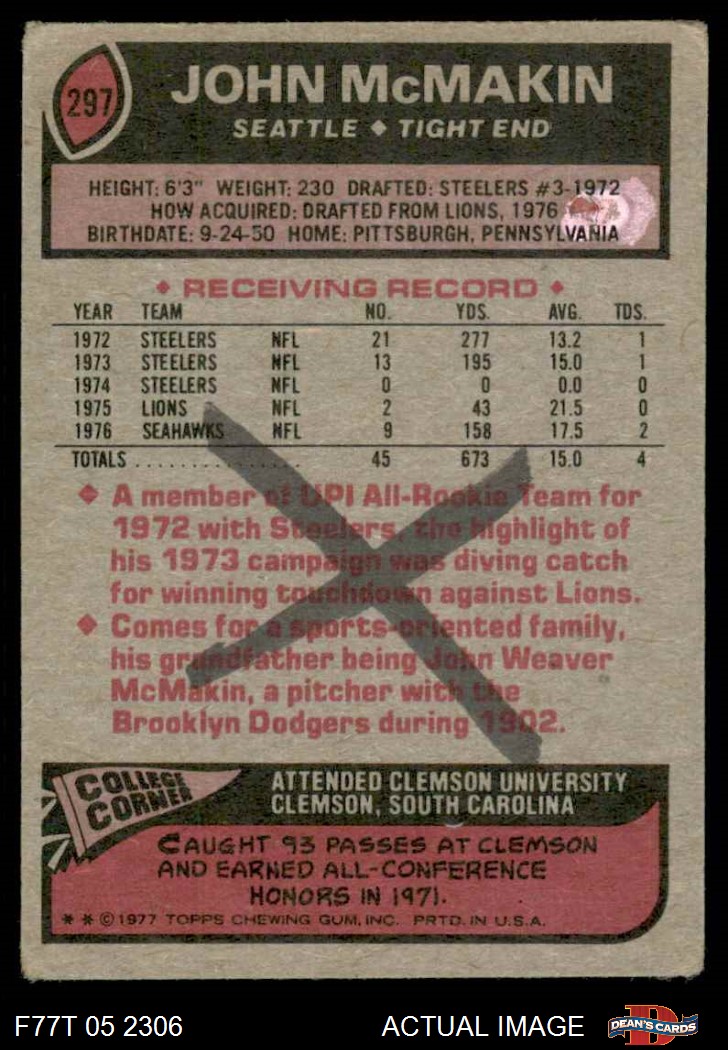 297
JOHN McMAKIN
SEATTLE ◆ TIGHT END
HEIGHT: 6'3" WEIGHT: 230 DRAFTED: STEELERS #3-1972
HOW ACQUIRED: DRAFTED FROM LIONS, 1976
BIRTHDATE: 9-24-50 HOME: PITTSBURGH, PENNSYLVANIA
◆ RECEIVING RECORD ◆
YEAR TEAM NO. YDS. AVG. TDS.
1972 STEELERS NFL 21 277 13.2 1
1973 STEELERS NFL 13 195 15.0 1
1974 STEELERS 0 0 0.0 0
1975 LIONS NFL 2 43 21.5 0
1976 SEAHAWKS NFL 9 158 17.5 2
TOTALS . . . . . . . . . . . . . . . . . 45 673 15.0 4
◆ A member of UPI All-Rookie Team for
1972 with Steelers, the highlight of
his 1973 campaign was diving catch
for winning touchdown against Lions.
◆ Comes for a sports-oriented family,
his grandfather being John Weaver
McMakin, a pitcher with the
Brooklyn Dodgers during 1902.
COLLEGE
CORNER
ATTENDED CLEMSON UNIVERSITY
CLEMSON, SOUTH CAROLINA
CAUGHT 93 PASSES AT CLEMSON
AND EARNED ALL-CONFERENCE
HONORS IN 1971.
* * © 1977 TOPPS CHEWING GUM, INC. PRTD. IN U.S.A.
F77T 05 2306 ACTUAL IMAGE
DEAN'S CARDS